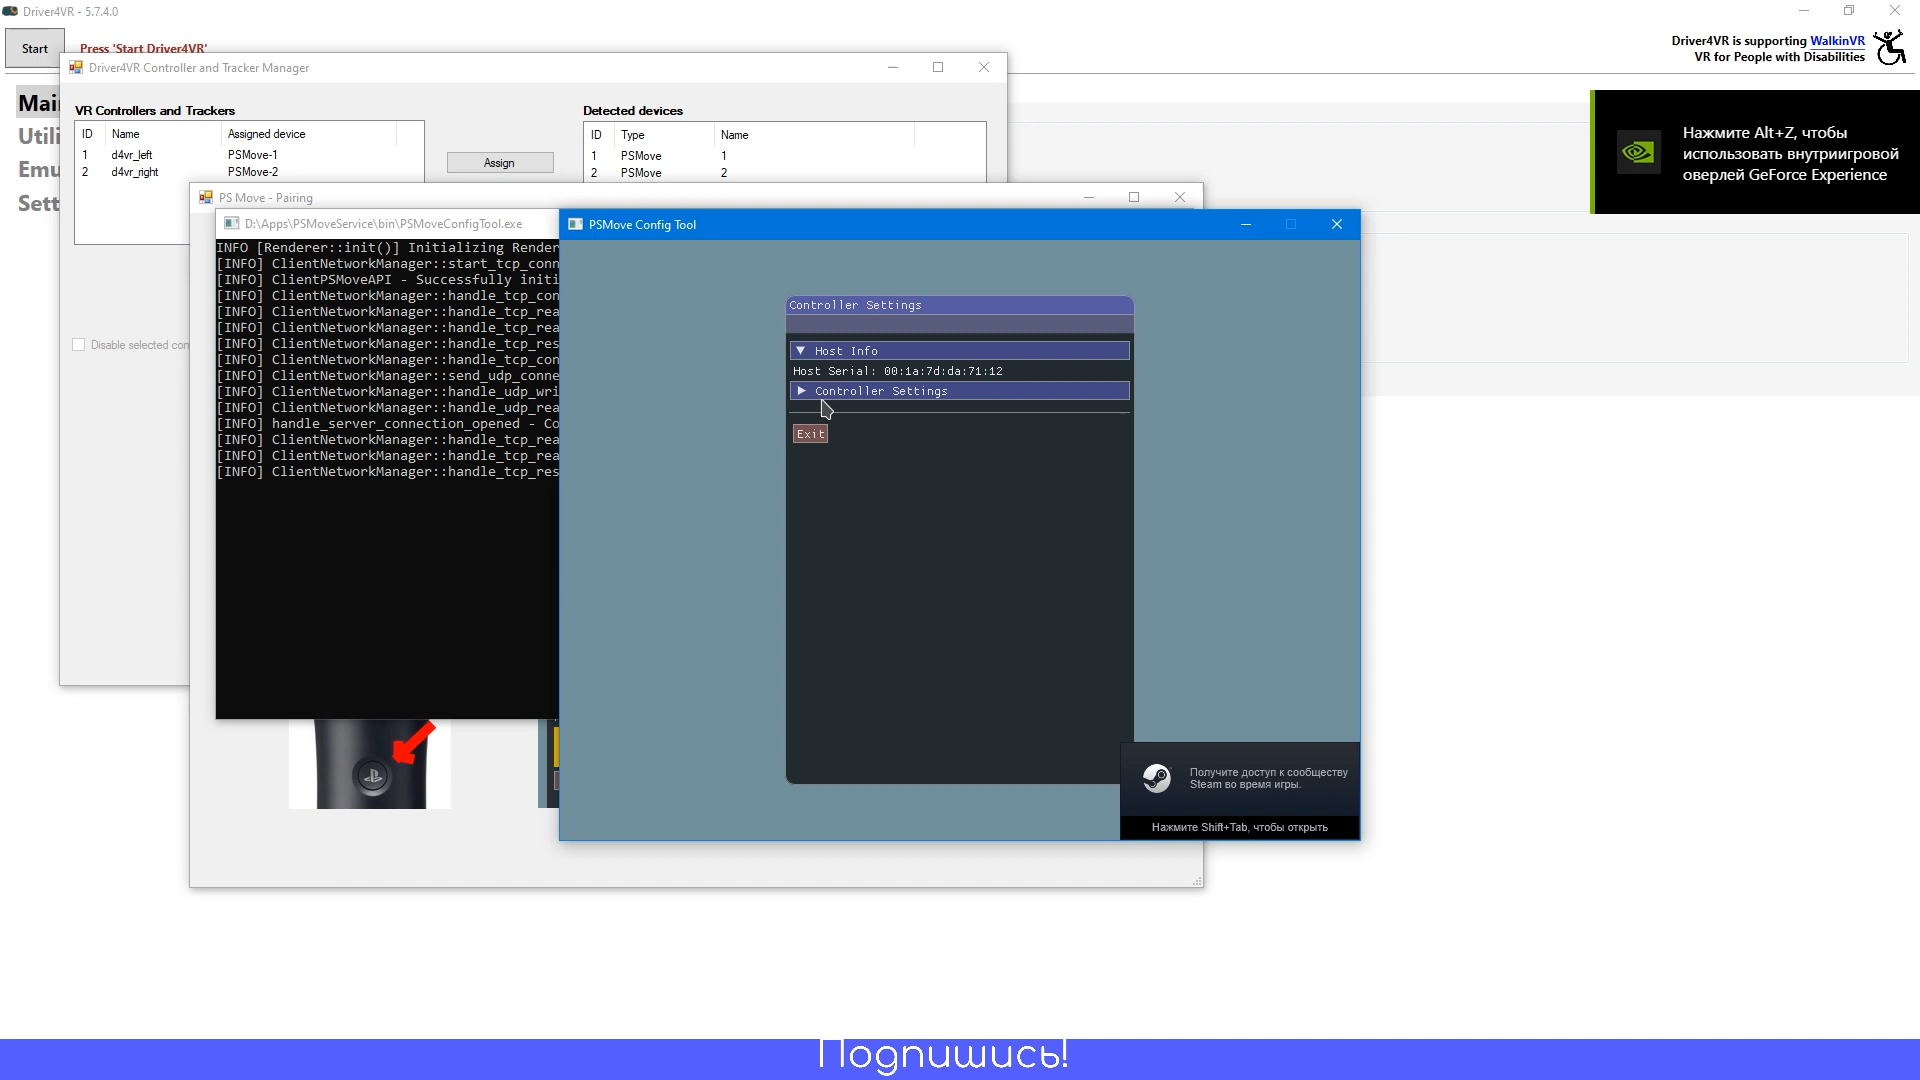 Driver4VR - 5.7.4.0
Start
Press 'Start Driver4VR'
Driver4VR is supporting WalkinVR
VR for People with Disabilities
Driver4VR Controller and Tracker Manager
VR Controllers and Trackers
ID Name Assigned device
1 d4vr_left PSMove-1
2 d4vr_right PSMove-2
Assign
Detected devices
ID Type Name
1 PSMove 1
2 PSMove 2
Mai
Utili
Emu
Sett
Disable selected con
Нажмите Alt+Z, чтобы
использовать внутриигровой
оверлей GeForce Experience
PS Move - Pairing
D:\Apps\PSMoveService\bin\PSMoveConfigTool.exe
INFO [Renderer::init()] Initializing Render
[INFO] ClientNetworkManager::start_tcp_conn
[INFO] ClientPSMoveAPI - Successfully initi
[INFO] ClientNetworkManager::handle_tcp_con
[INFO] ClientNetworkManager::handle_tcp_rea
[INFO] ClientNetworkManager::handle_tcp_rea
[INFO] ClientNetworkManager::handle_tcp_res
[INFO] ClientNetworkManager::handle_tcp_con
[INFO] ClientNetworkManager::send_udp_conne
[INFO] ClientNetworkManager::handle_udp_wri
[INFO] ClientNetworkManager::handle_udp_rea
[INFO] handle_server_connection_opened - Co
[INFO] ClientNetworkManager::handle_tcp_rea
[INFO] ClientNetworkManager::handle_tcp_rea
[INFO] ClientNetworkManager::handle_tcp_res
PSMove Config Tool
Controller Settings
Host Info
Host Serial: 00:1a:7d:da:71:12
Controller Settings
Exit
Получите доступ к сообществу
Steam во время игры.
Нажмите Shift+Tab, чтобы открыть
Подпишись!